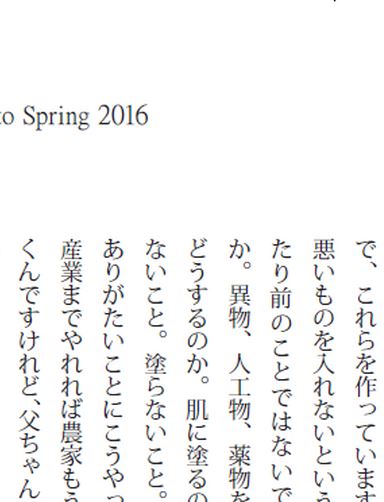 to Spring 2016
で、これらを作っています
悪いものを入れないという
たり前のことではないで
か。異物、人工物、薬物を
どうするのか。肌に塗るの
ないこと。塗らないこと。
ありがたいことにこうやっ
産業までやれれば農家もう
くんですけれど、父ちゃん